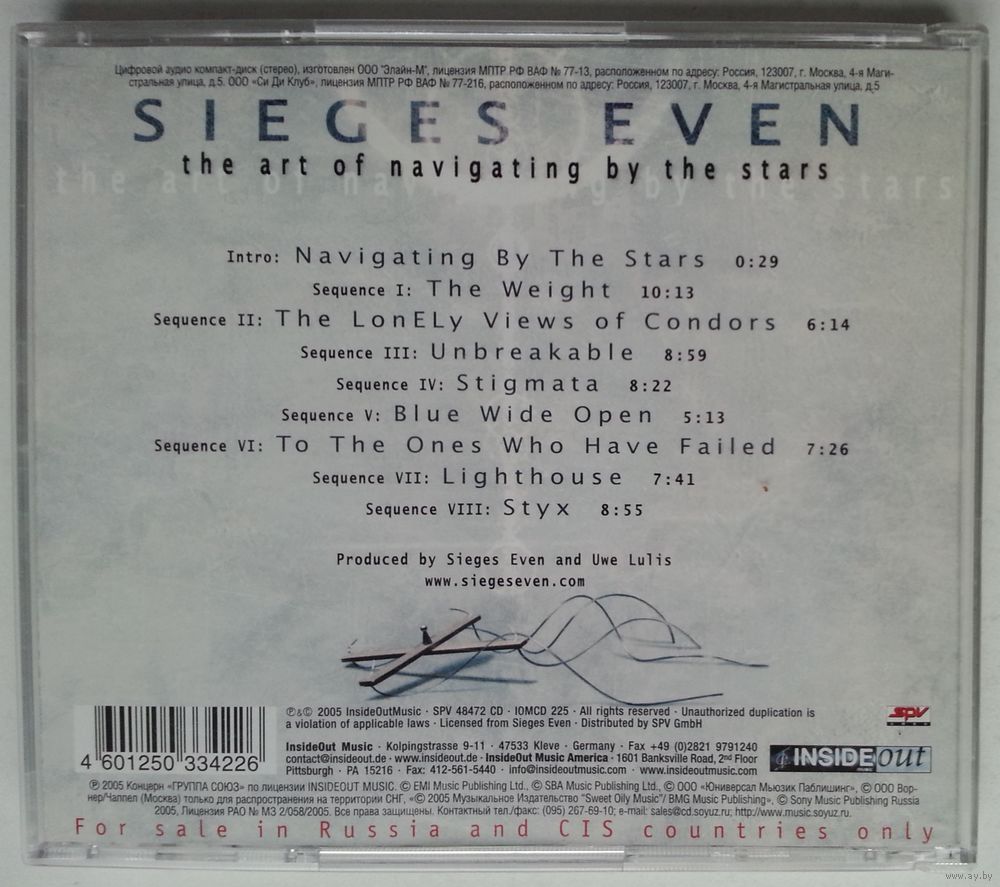 Цифровой аудио компакт-диск (стерео), изготовлен ООО "Элайн-М", лицензия МПТР РФ ВАФ № 77-13, расположенном по адресу: Россия, 123007, г. Москва, 4-я Маги-
стральная улица, д.5. ООО «Си Ди Клуб», лицензия МПТР РФ ВАФ № 77-216, расположенном по адресу: Россия, 123007, г. Москва, 4-я Магистральная улица, д.5
SIEGES EVEN
the art of navigating by the stars
the art of navigating by the stars
Intro: Navigating By The Stars 0:29
Sequence I: The Weight 10:13
Sequence II: The LonELy Views of Condors 6:14
Sequence III: Unbreakable 8:59
Sequence IV: Stigmata 8:22
Sequence V: Blue Wide Open 5:13
Sequence VI: To The Ones Who Have Failed 7:26
Sequence VII: Lighthouse 7:41
Sequence VIII: Styx 8:55
Produced by Sieges Even and Uwe Lulis
www.siegeseven.com
℗&© 2005 InsideOutMusic · SPV 48472 CD · IOMCD 225 · All rights reserved · Unauthorized duplication is
a violation of applicable laws · Licensed from Sieges Even · Distributed by SPV GmbH
SPV
InsideOut Music · Kolpingstrasse 9-11 · 47533 Kleve · Germany · Fax +49 (0)2821 9791240
contact@insideout.de · www.insideout.de · InsideOut Music America · 1601 Banksville Road, 2nd Floor
Pittsburgh · PA 15216 · Fax: 412-561-5440 · info@insideoutmusic.com · www.insideoutmusic.com
INSIDEout
4 601250 334226
℗ 2005 Концерн «ГРУППА СОЮЗ» по лицензии INSIDEOUT MUSIC. © EMI Music Publishing Ltd., © SBA Music Publishing Ltd., © ООО «Юниверсал Мьюзик Паблишинг», © ООО Вор-
нер/Чаппел (Москва) только для распространения на территории СНГ, «© 2005 Музыкальное Издательство "Sweet Oily Music"/ BMG Music Publishing», © Sony Music Publishing Russia
2005, Лицензия РАО № МЗ 2/058/2005. Все права защищены. Контактный тел./факс: (095) 267-69-10; e-mail: sales@cd.soyuz.ru; http://www.music.soyuz.ru.
For sale in Russia and CIS countries only
www.ay.by